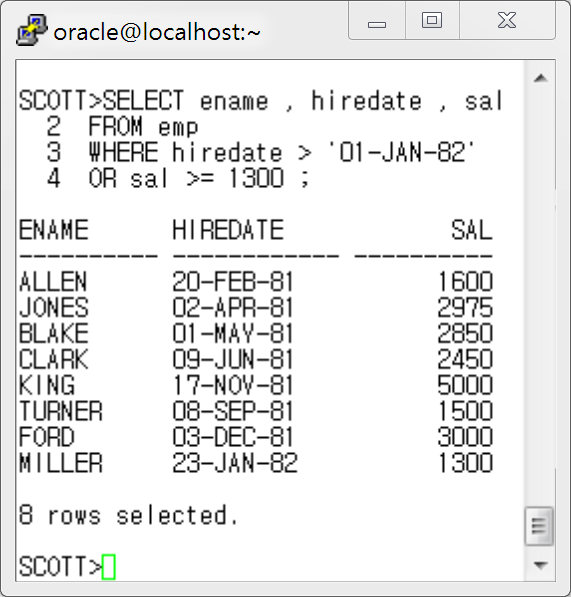 oracle@localhost:~
SCOTT>SELECT ename , hiredate , sal
  2  FROM emp
  3  WHERE hiredate > '01-JAN-82'
  4  OR sal >= 1300 ;
ENAME      HIREDATE            SAL
---------- ------------ ----------
ALLEN      20-FEB-81          1600
JONES      02-APR-81          2975
BLAKE      01-MAY-81          2850
CLARK      09-JUN-81          2450
KING       17-NOV-81          5000
TURNER     08-SEP-81          1500
FORD       03-DEC-81          3000
MILLER     23-JAN-82          1300
8 rows selected.
SCOTT>